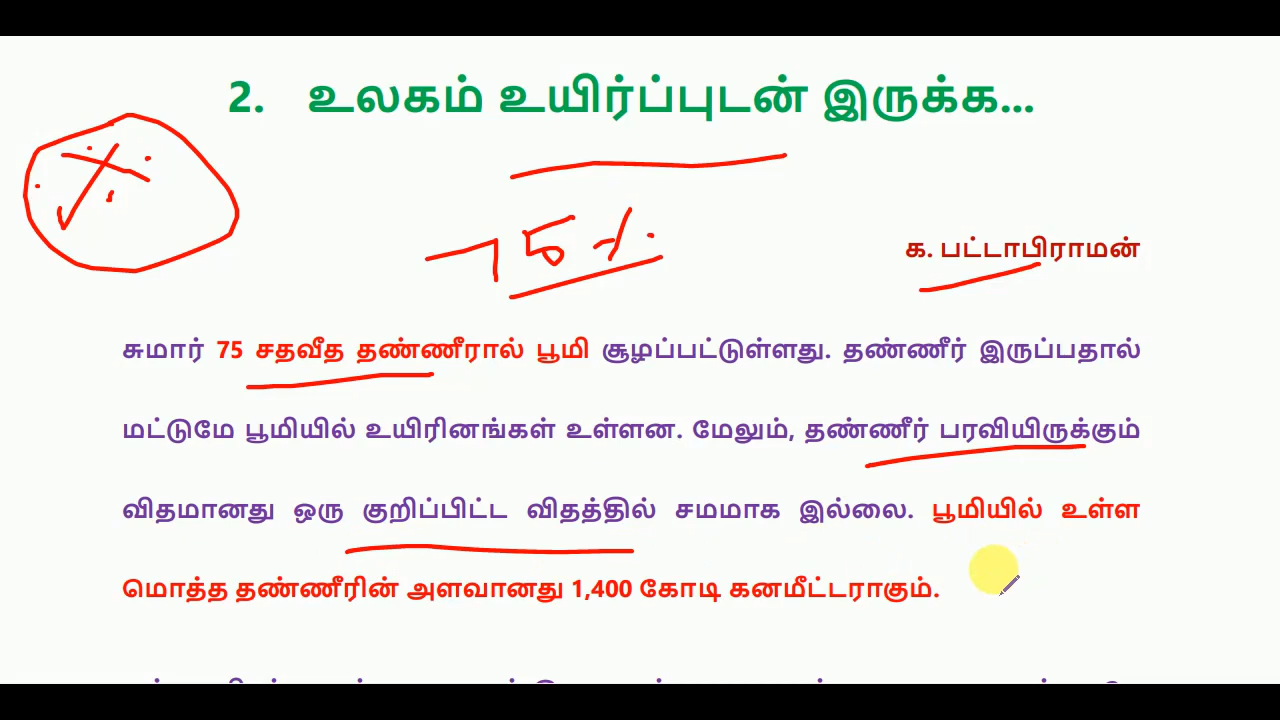 2. உலகம் உயிர்ப்புடன் இருக்க...
75%
க. பட்டாபிராமன்
சுமார் 75 சதவீத தண்ணீரால் பூமி சூழப்பட்டுள்ளது. தண்ணீர் இருப்பதால்
மட்டுமே பூமியில் உயிரினங்கள் உள்ளன. மேலும், தண்ணீர் பரவியிருக்கும்
விதமானது ஒரு குறிப்பிட்ட விதத்தில் சமமாக இல்லை. பூமியில் உள்ள
மொத்த தண்ணீரின் அளவானது 1,400 கோடி கனமீட்டராகும்.